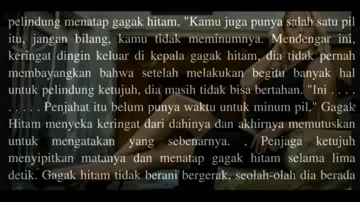 pelindung menatap gagak hitam, "Kamu juga punya salah satu pil
itu, jangan bilang, kamu tidak meminumnya. Mendengar ini,
keringat dingin keluar di kepala gagak hitam, dia tidak pernah
membayangkan bahwa setelah melakukan begitu banyak hal
untuk pelindung ketujuh, dia masih tidak bisa bertahan. "Ini . . . .
. . . . . Penjahat itu belum punya waktu untuk minum pil." Gagak
Hitam menyeka keringat dari dahinya dan akhirnya memutuskan
untuk mengatakan yang sebenarnya. . Penjaga ketujuh
menyipitkan matanya dan menatap gagak hitam selama lima
detik. Gagak hitam tidak berani bergerak, seolah-olah dia berada